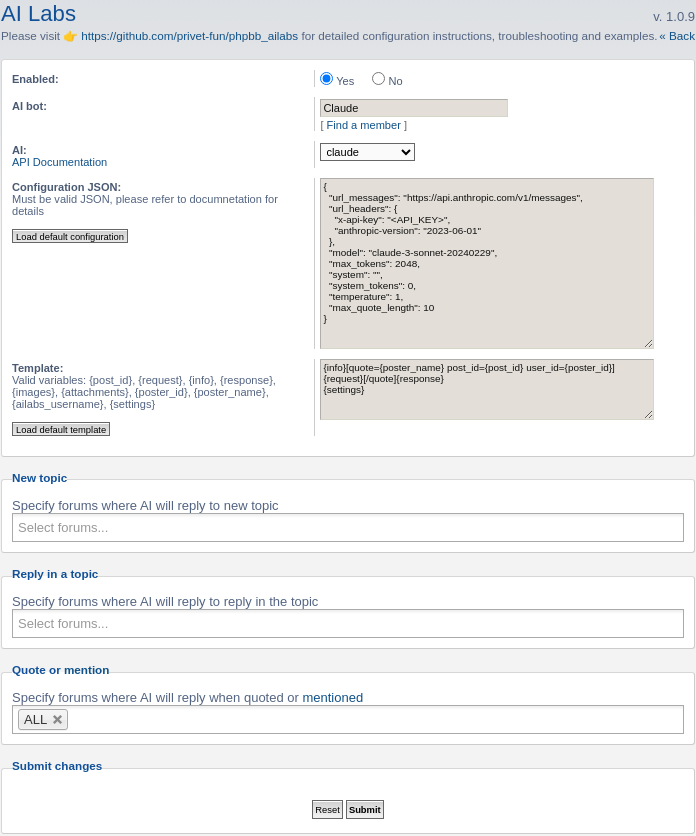 AI Labs
v. 1.0.9
Please visit 👉 https://github.com/privet-fun/phpbb_ailabs for detailed configuration instructions, troubleshooting and examples. « Back
Enabled:
Yes No
AI bot:
Claude
[ Find a member ]
AI:
API Documentation
claude
Configuration JSON:
Must be valid JSON, please refer to documnetation for
details
Load default configuration
{
"url_messages": "https://api.anthropic.com/v1/messages",
"url_headers": {
"x-api-key": "<API_KEY>",
"anthropic-version": "2023-06-01"
},
"model": "claude-3-sonnet-20240229",
"max_tokens": 2048,
"system": "",
"system_tokens": 0,
"temperature": 1,
"max_quote_length": 10
}
Template:
Valid variables: {post_id}, {request}, {info}, {response},
{images}, {attachments}, {poster_id}, {poster_name},
{ailabs_username}, {settings}
Load default template
{info}[quote={poster_name} post_id={post_id} user_id={poster_id}]
{request}[/quote]{response}
{settings}
New topic
Specify forums where AI will reply to new topic
Select forums...
Reply in a topic
Specify forums where AI will reply to reply in the topic
Select forums...
Quote or mention
Specify forums where AI will reply when quoted or mentioned
ALL ✖
Submit changes
Reset Submit